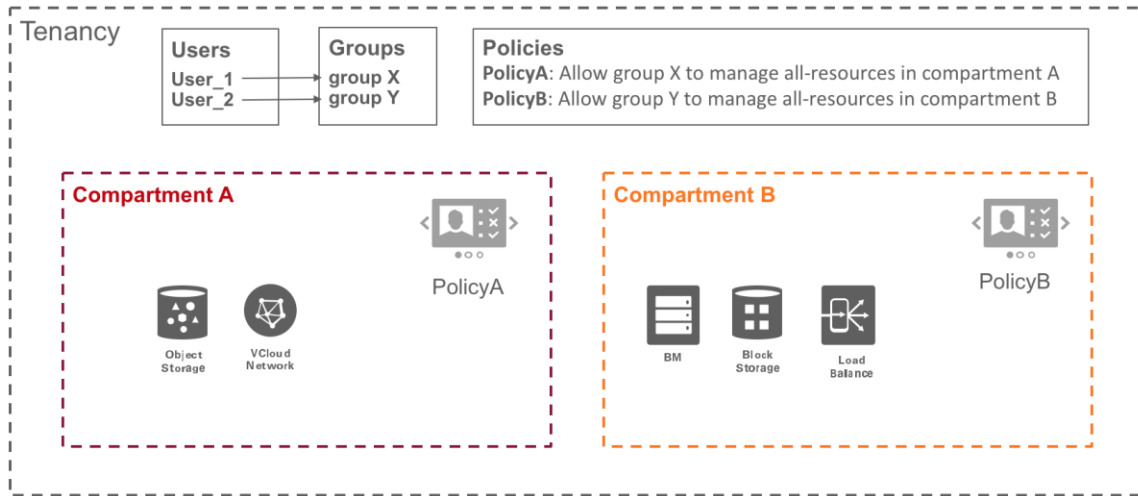 Tenancy
Users
User_1
User_2
Groups
group X
group Y
Policies
PolicyA: Allow group X to manage all-resources in compartment A
PolicyB: Allow group Y to manage all-resources in compartment B
Compartment A
PolicyA
Object
Storage
VCloud
Network
Compartment B
PolicyB
BM
Block
Storage
Load
Balance